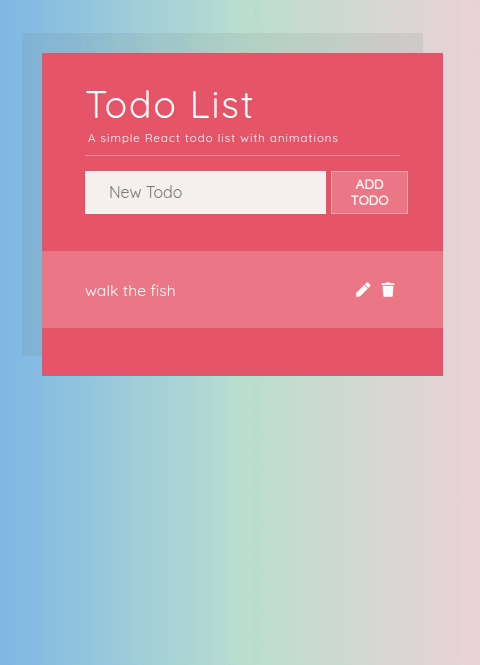 Todo List
A simple React todo list with animations
New Todo
ADD
TODO
walk the fish